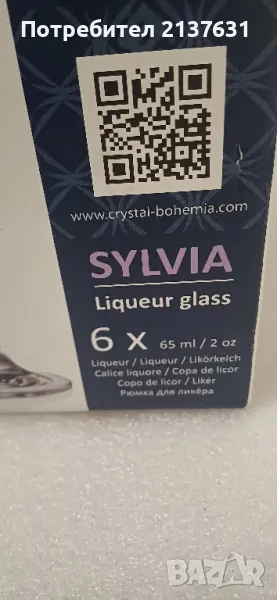 Потребител 2137631
www.crystal-bohemia.com
SYLVIA
Liqueur glass
6 x 65 ml / 2 oz
Liqueur / Liqueur / Likörkelch
Calice liquore / Copa de licor
Copo de licor / Likér
Рюмка для ликёра
BAZAR